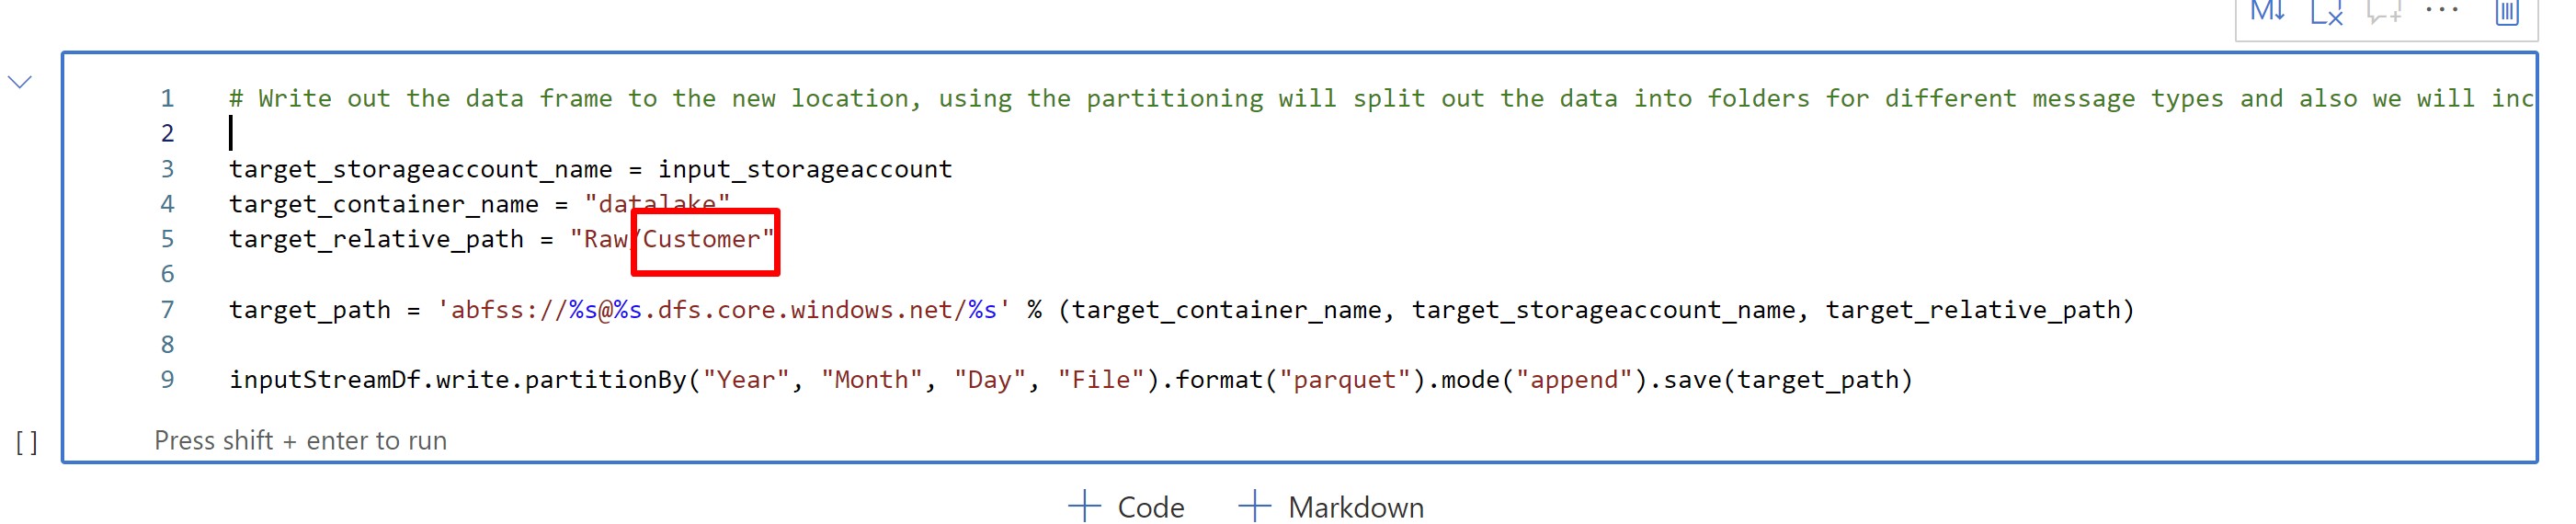 M↓
1 # Write out the data frame to the new location, using the partitioning will split out the data into folders for different message types and also we will inc
2
3 target_storageaccount_name = input_storageaccount
4 target_container_name = "datalake"
5 target_relative_path = "Raw/Customer"
6
7 target_path = 'abfss://%s@%s.dfs.core.windows.net/%s' % (target_container_name, target_storageaccount_name, target_relative_path)
8
9 inputStreamDf.write.partitionBy("Year", "Month", "Day", "File").format("parquet").mode("append").save(target_path)
[ ] Press shift + enter to run
+ Code + Markdown